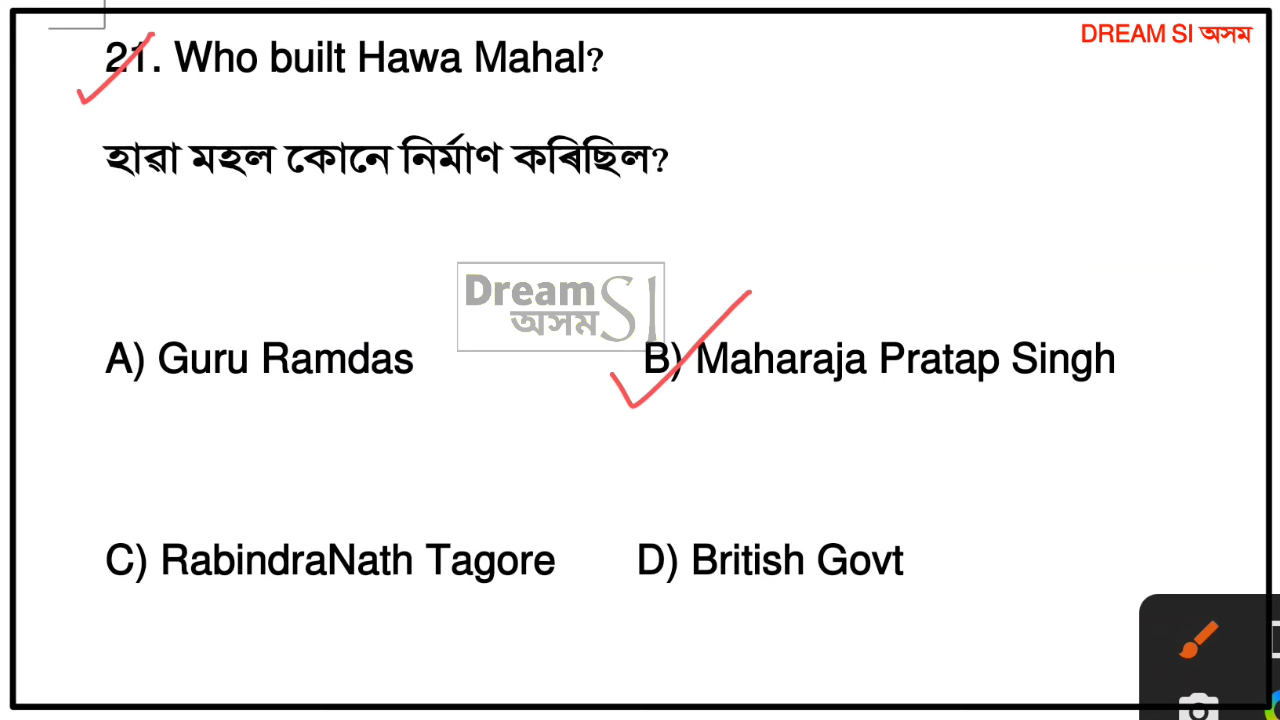 DREAM SI অসম
21. Who built Hawa Mahal?
হাৱা মহল কোনে নিৰ্মাণ কৰিছিল?
Dream SI
অসম
A) Guru Ramdas
B) Maharaja Pratap Singh
C) RabindraNath Tagore
D) British Govt